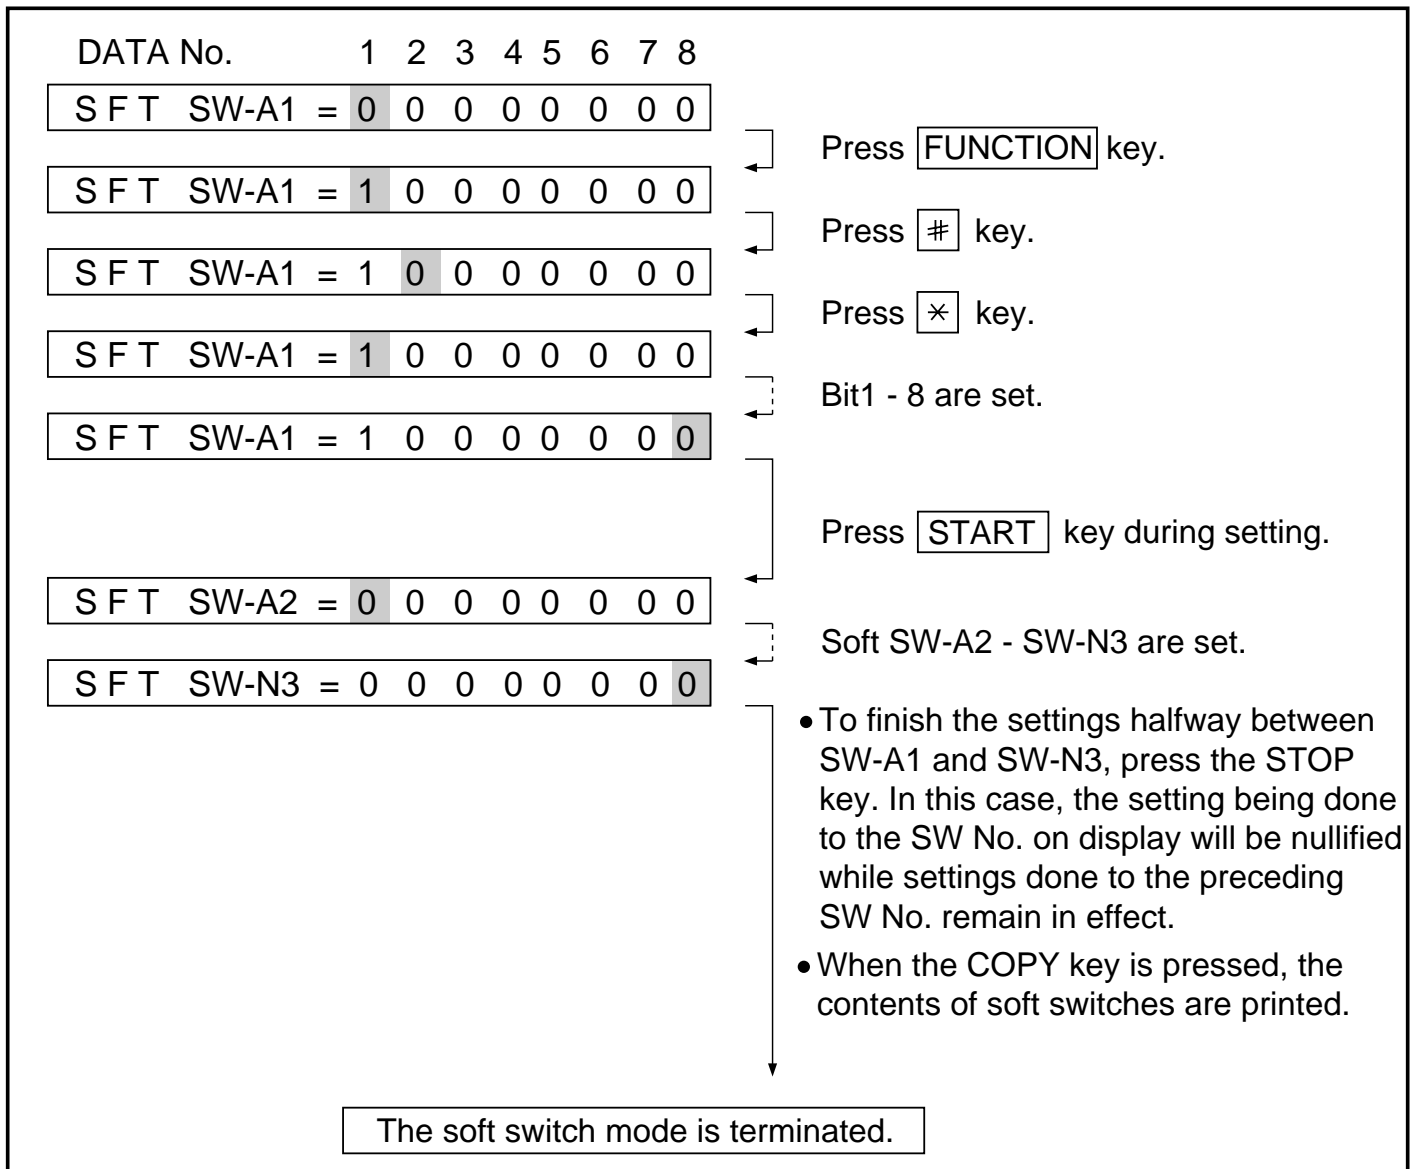 DATA No. 1 2 3 4 5 6 7 8
SFT SW-A1 = 0 0 0 0 0 0 0 0
Press FUNCTION key.
SFT SW-A1 = 1 0 0 0 0 0 0 0
Press # key.
SFT SW-A1 = 1 0 0 0 0 0 0 0
Press * key.
SFT SW-A1 = 1 0 0 0 0 0 0 0
Bit1 - 8 are set.
SFT SW-A1 = 1 0 0 0 0 0 0 0
Press START key during setting.
SFT SW-A2 = 0 0 0 0 0 0 0 0
Soft SW-A2 - SW-N3 are set.
SFT SW-N3 = 0 0 0 0 0 0 0 0
• To finish the settings halfway between
SW-A1 and SW-N3, press the STOP
key. In this case, the setting being done
to the SW No. on display will be nullified
while settings done to the preceding
SW No. remain in effect.
• When the COPY key is pressed, the
contents of soft switches are printed.
The soft switch mode is terminated.